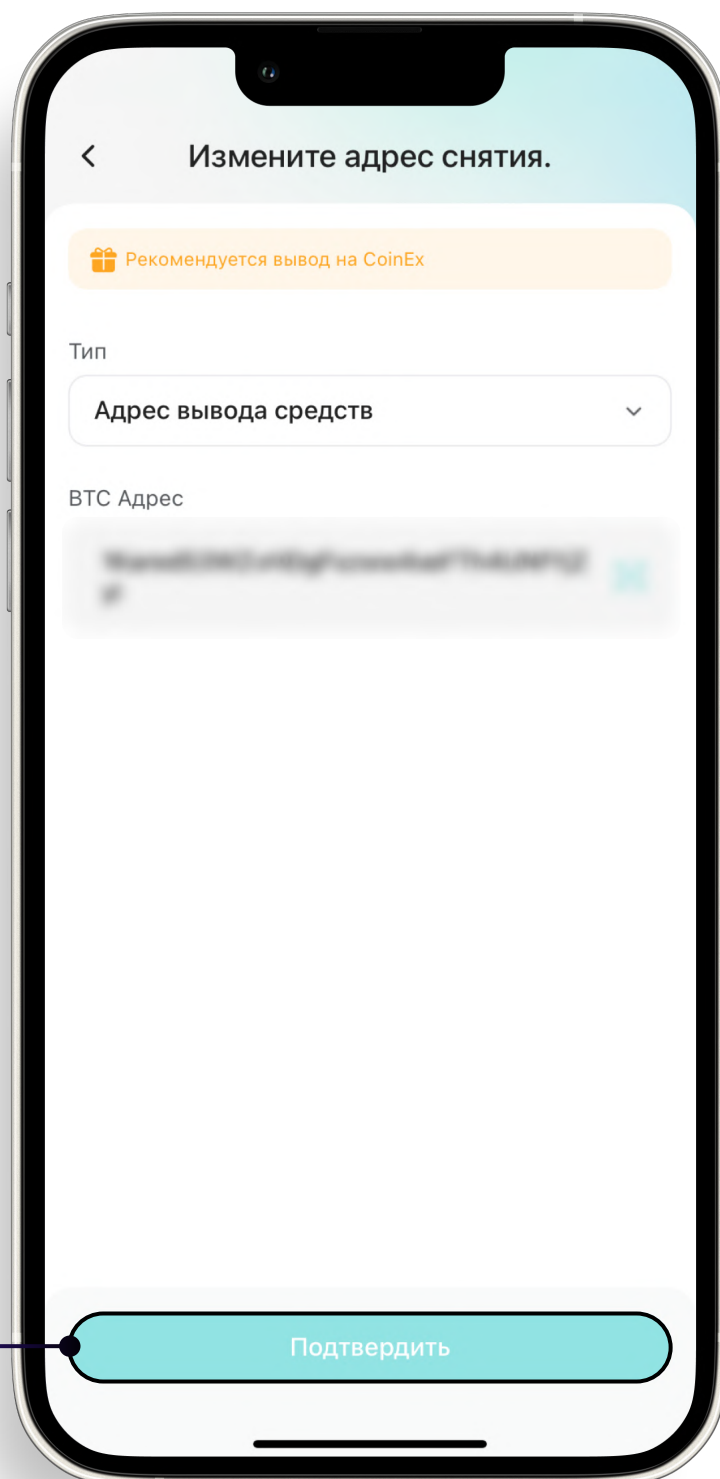 Измените адрес снятия.
Рекомендуется вывод на CoinEx
Тип
Адрес вывода средств
BTC Адрес
Подтвердить